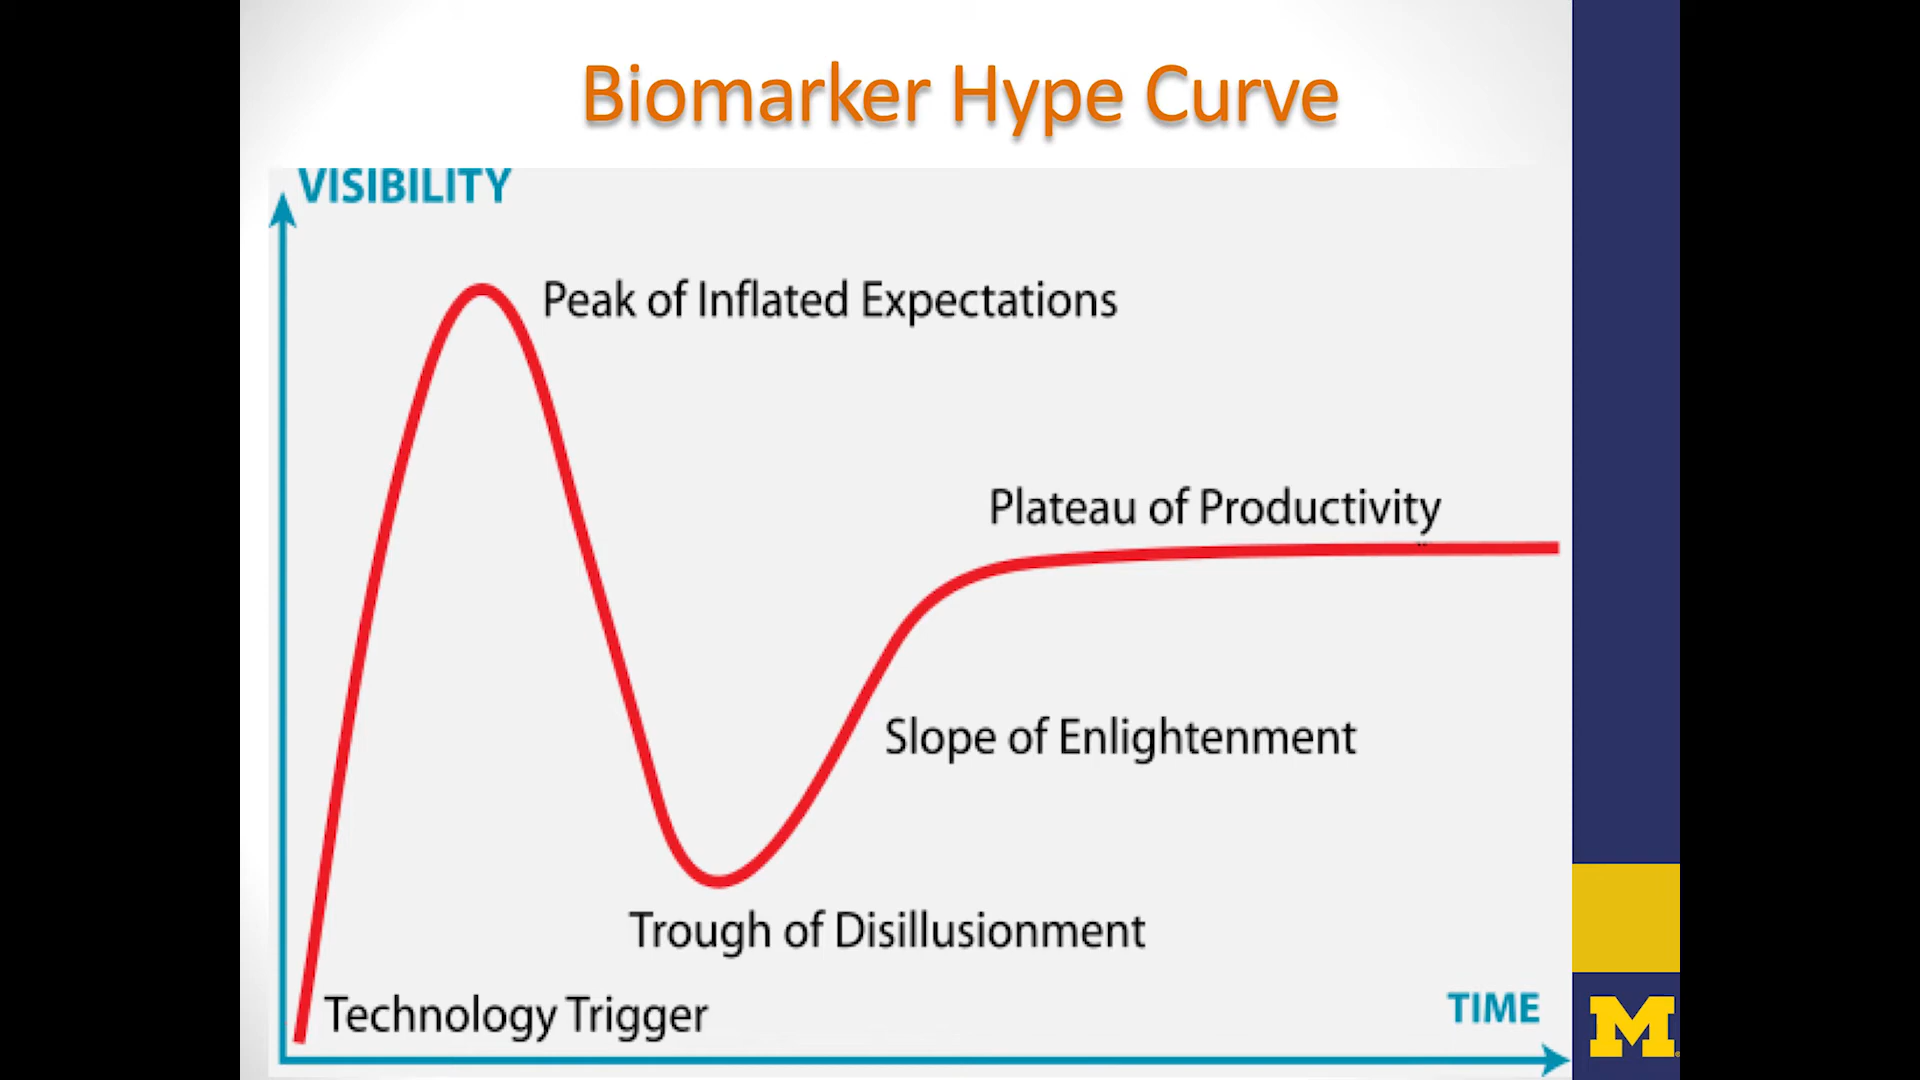 Biomarker Hype Curve
VISIBILITY
Peak of Inflated Expectations
Plateau of Productivity
Slope of Enlightenment
Trough of Disillusionment
Technology Trigger
TIME
M